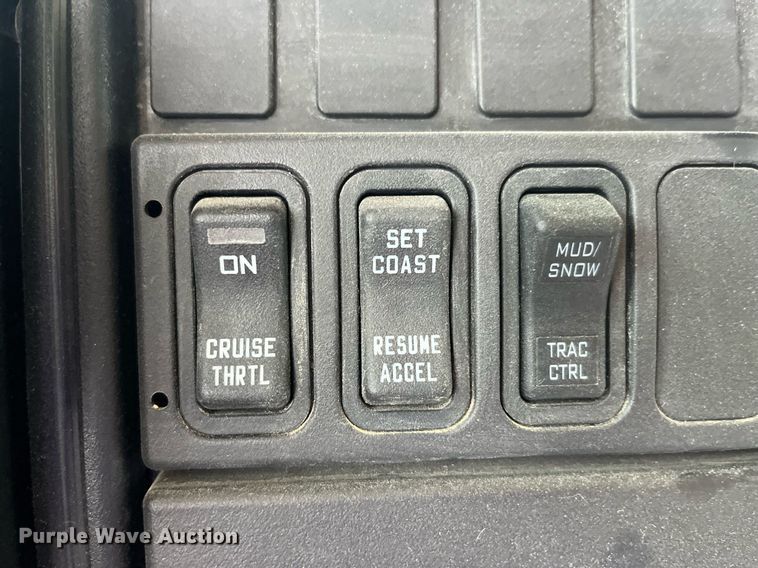 ON
CRUISE
THRTL
SET
COAST
RESUME
ACCEL
MUD/
SNOW
TRAC
CTRL
Purple Wave Auction